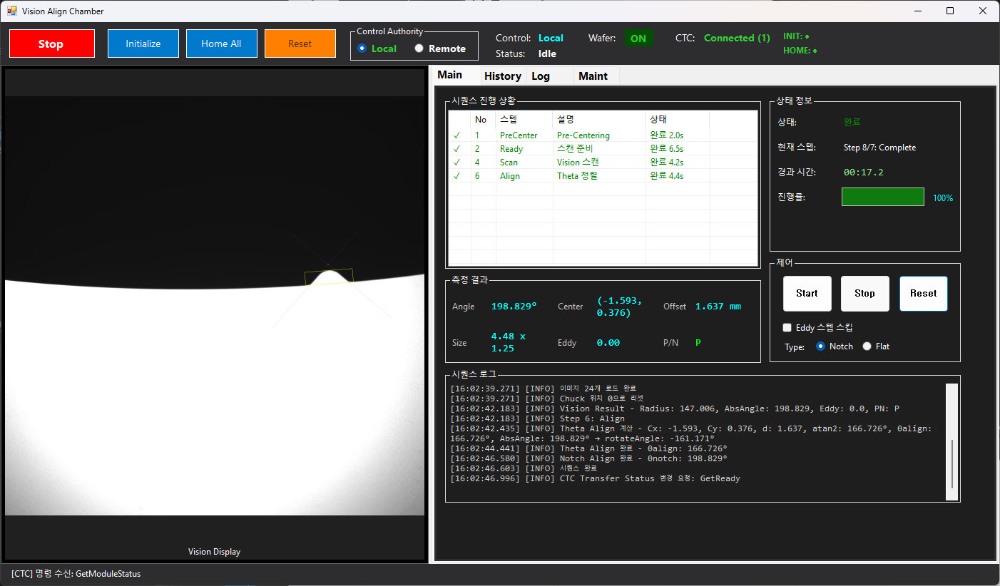 Vision Align Chamber
Stop
Initialize
Home All
Reset
Control Authority
Local
Remote
Control: Local
Status: Idle
Wafer: ON
CTC: Connected (1)
INIT: ●
HOME: ●
Main
History
Log
Maint
시퀀스 진행 상황
No 스텝 설명 상태
✓ 1 PreCenter Pre-Centering 완료 2.0s
✓ 2 Ready 스캔 준비 완료 6.5s
✓ 4 Scan Vision 스캔 완료 4.2s
✓ 6 Align Theta 정렬 완료 4.4s
상태 정보
상태: 완료
현재 스텝: Step 8/7: Complete
경과 시간: 00:17.2
진행률: 100%
측정 결과
Angle 198.829°
Center (-1.593,
0.376)
Offset 1.637 mm
Size 4.48 x
1.25
Eddy 0.00
P/N P
제어
Start
Stop
Reset
Eddy 스텝 스킵
Type: Notch Flat
시퀀스 로그
[16:02:39.271] [INFO] 이미지 24개 로드 완료
[16:02:39.271] [INFO] Chuck 위치 0으로 리셋
[16:02:42.183] [INFO] Vision Result - Radius: 147.006, AbsAngle: 198.829, Eddy: 0.0, PN: P
[16:02:42.183] [INFO] Step 6: Align
[16:02:42.435] [INFO] Theta Align 계산 - Cx: -1.593, Cy: 0.376, d: 1.637, atan2: 166.726°, θalign:
166.726°, AbsAngle: 198.829° → rotateAngle: -161.171°
[16:02:44.441] [INFO] Theta Align 완료 - θalign: 166.726°
[16:02:46.580] [INFO] Notch Align 완료 - θnotch: 198.829°
[16:02:46.603] [INFO] 시퀀스 완료
[16:02:46.996] [INFO] CTC Transfer Status 변경 요청: GetReady
Vision Display
[CTC] 명령 수신: GetModuleStatus